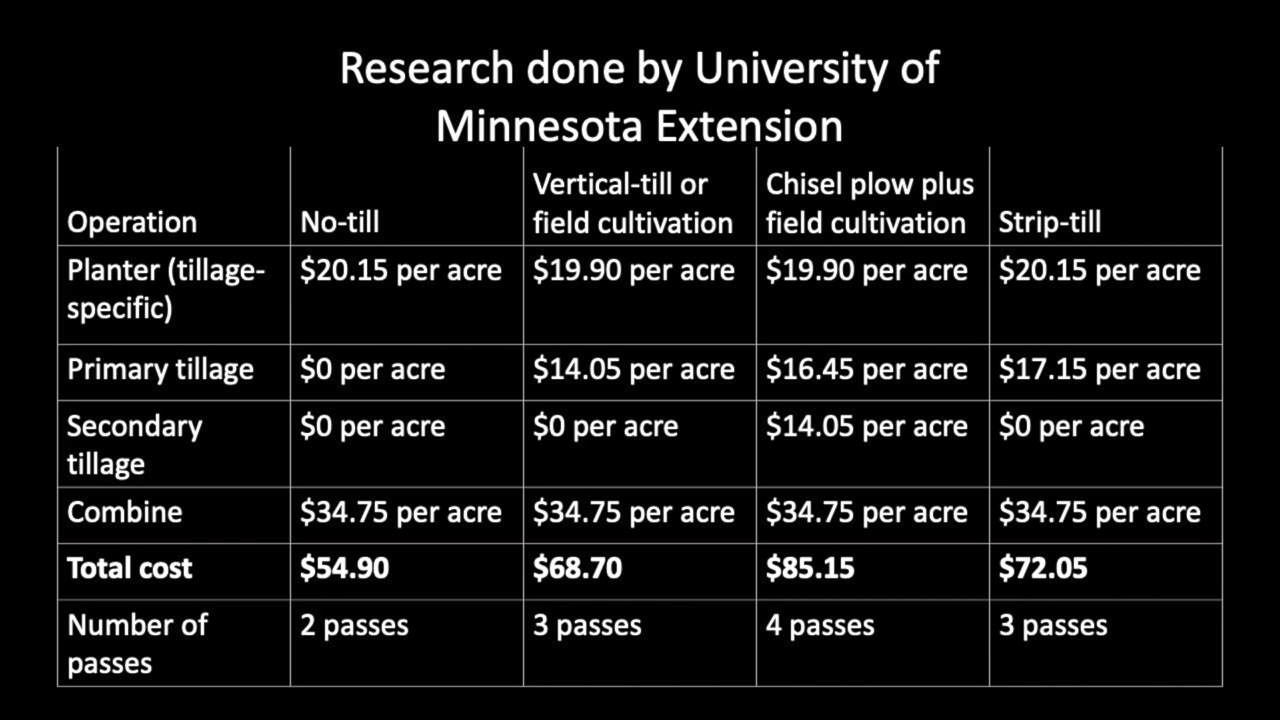 Research done by University of
Minnesota Extension
Operation No-till Vertical-till or field cultivation Chisel plow plus field cultivation Strip-till
Planter (tillage-specific) $20.15 per acre $19.90 per acre $19.90 per acre $20.15 per acre
Primary tillage $0 per acre $14.05 per acre $16.45 per acre $17.15 per acre
Secondary tillage $0 per acre $0 per acre $14.05 per acre $0 per acre
Combine $34.75 per acre $34.75 per acre $34.75 per acre $34.75 per acre
Total cost $54.90 $68.70 $85.15 $72.05
Number of passes 2 passes 3 passes 4 passes 3 passes